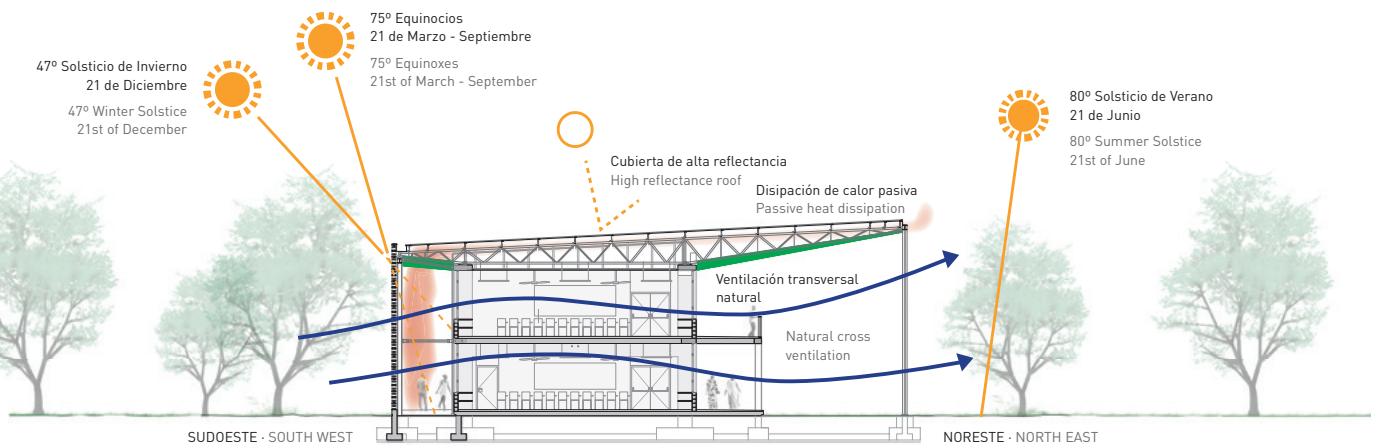 75º Equinocios
21 de Marzo - Septiembre
75º Equinoxes
21st of March - September
47º Solsticio de Invierno
21 de Diciembre
47º Winter Solstice
21st of December
80º Solsticio de Verano
21 de Junio
80º Summer Solstice
21st of June
Cubierta de alta reflectancia
High reflectance roof
Disipación de calor pasiva
Passive heat dissipation
Ventilación transversal
natural
Natural cross
ventilation
SUDOESTE · SOUTH WEST
NORESTE · NORTH EAST